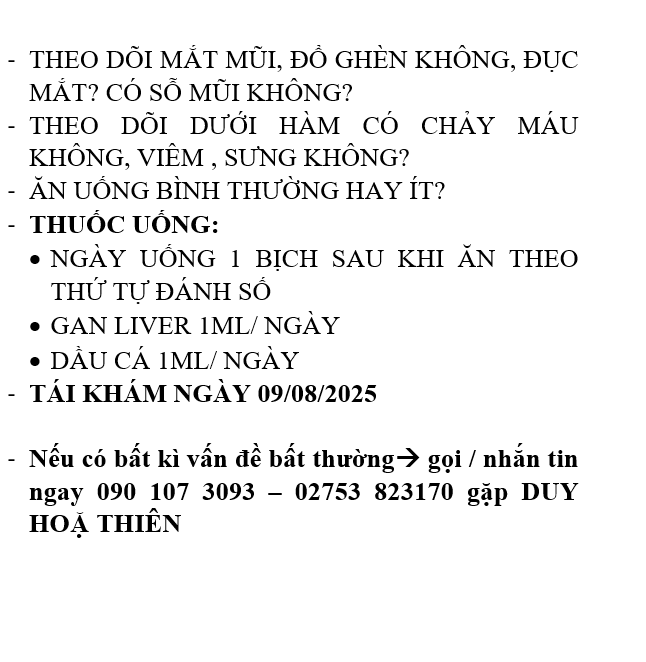 - THEO DÕI MẮT MŨI, ĐỔ GHÈN KHÔNG, ĐỤC
MẮT? CÓ SỖ MŨI KHÔNG?
- THEO DÕI DƯỚI HÀM CÓ CHẢY MÁU
KHÔNG, VIÊM , SƯNG KHÔNG?
- ĂN UỐNG BÌNH THƯỜNG HAY ÍT?
- THUỐC UỐNG:
• NGÀY UỐNG 1 BỊCH SAU KHI ĂN THEO
THỨ TỰ ĐÁNH SỐ
• GAN LIVER 1ML/ NGÀY
• DẦU CÁ 1ML/ NGÀY
- TÁI KHÁM NGÀY 09/08/2025
- Nếu có bất kì vấn đề bất thường→ gọi / nhắn tin
ngay 090 107 3093 – 02753 823170 gặp DUY
HOẶ THIÊN